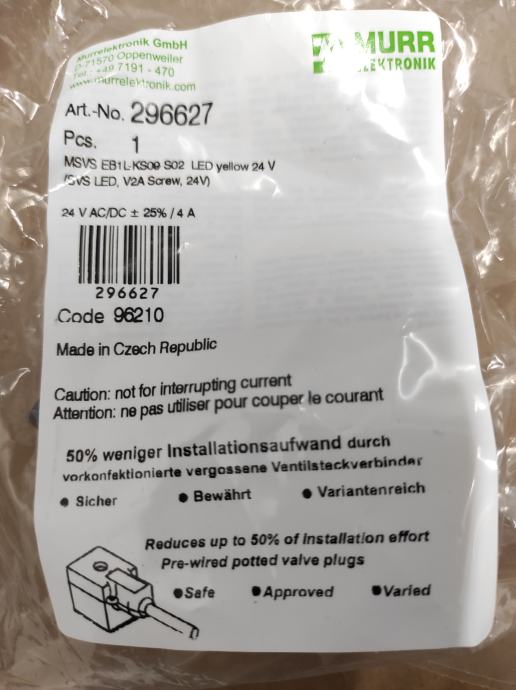 Murrelektronik GmbH
D-71570 Oppenweiler
Tel.: +49 7191 - 470
www.murrelektronik.com
MURR
ELEKTRONIK
Art.-No. 296627
Pcs. 1
MSVS EB1L-KS09 S02 LED yellow 24 V
(SVS LED, V2A Screw, 24V)
24 V AC/DC ± 25% / 4 A
296627
Code 96210
Made in Czech Republic
Caution: not for interrupting current
Attention: ne pas utiliser pour couper le courant
50% weniger Installationsaufwand durch
vorkonfektionierte vergossene Ventilsteckverbinder
• Sicher • Bewährt • Variantenreich
Reduces up to 50% of installation effort
Pre-wired potted valve plugs
•Safe •Approved •Varied